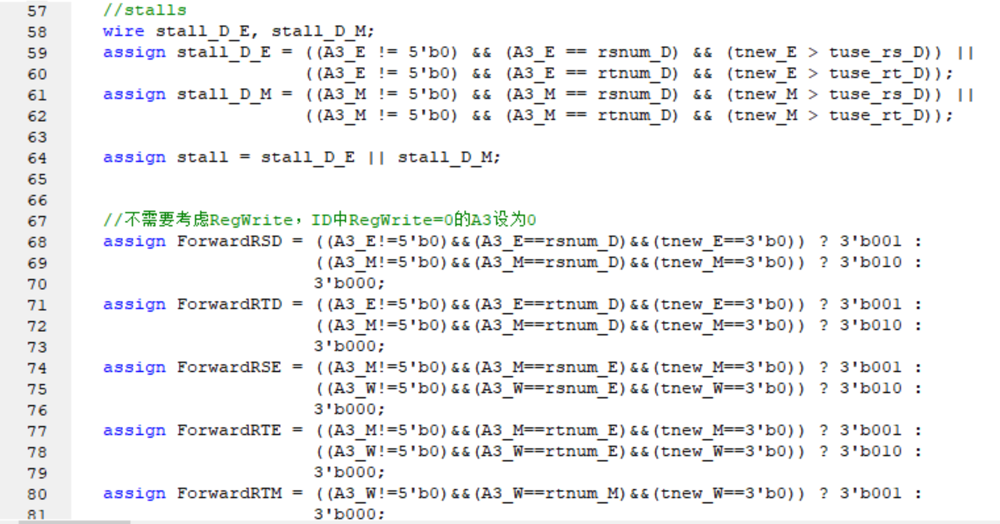 57 //stalls
58 wire stall_D_E, stall_D_M;
59 assign stall_D_E = ((A3_E != 5'b0) && (A3_E == rsnum_D) && (tnew_E > tuse_rs_D)) ||
60 ((A3_E != 5'b0) && (A3_E == rtnum_D) && (tnew_E > tuse_rt_D));
61 assign stall_D_M = ((A3_M != 5'b0) && (A3_M == rsnum_D) && (tnew_M > tuse_rs_D)) ||
62 ((A3_M != 5'b0) && (A3_M == rtnum_D) && (tnew_M > tuse_rt_D));
63
64 assign stall = stall_D_E || stall_D_M;
65
66
67 //不需要考虑RegWrite，ID中RegWrite=0的A3设为0
68 assign ForwardRSD = ((A3_E!=5'b0)&&(A3_E==rsnum_D)&&(tnew_E==3'b0)) ? 3'b001 :
69 ((A3_M!=5'b0)&&(A3_M==rsnum_D)&&(tnew_M==3'b0)) ? 3'b010 :
70 3'b000;
71 assign ForwardRTD = ((A3_E!=5'b0)&&(A3_E==rtnum_D)&&(tnew_E==3'b0)) ? 3'b001 :
72 ((A3_M!=5'b0)&&(A3_M==rtnum_D)&&(tnew_M==3'b0)) ? 3'b010 :
73 3'b000;
74 assign ForwardRSE = ((A3_M!=5'b0)&&(A3_M==rsnum_E)&&(tnew_M==3'b0)) ? 3'b001 :
75 ((A3_W!=5'b0)&&(A3_W==rsnum_E)&&(tnew_W==3'b0)) ? 3'b010 :
76 3'b000;
77 assign ForwardRTE = ((A3_M!=5'b0)&&(A3_M==rtnum_E)&&(tnew_M==3'b0)) ? 3'b001 :
78 ((A3_W!=5'b0)&&(A3_W==rtnum_E)&&(tnew_W==3'b0)) ? 3'b010 :
79 3'b000;
80 assign ForwardRTM = ((A3_W!=5'b0)&&(A3_W==rtnum_M)&&(tnew_W==3'b0)) ? 3'b001 :
81 3'b000;